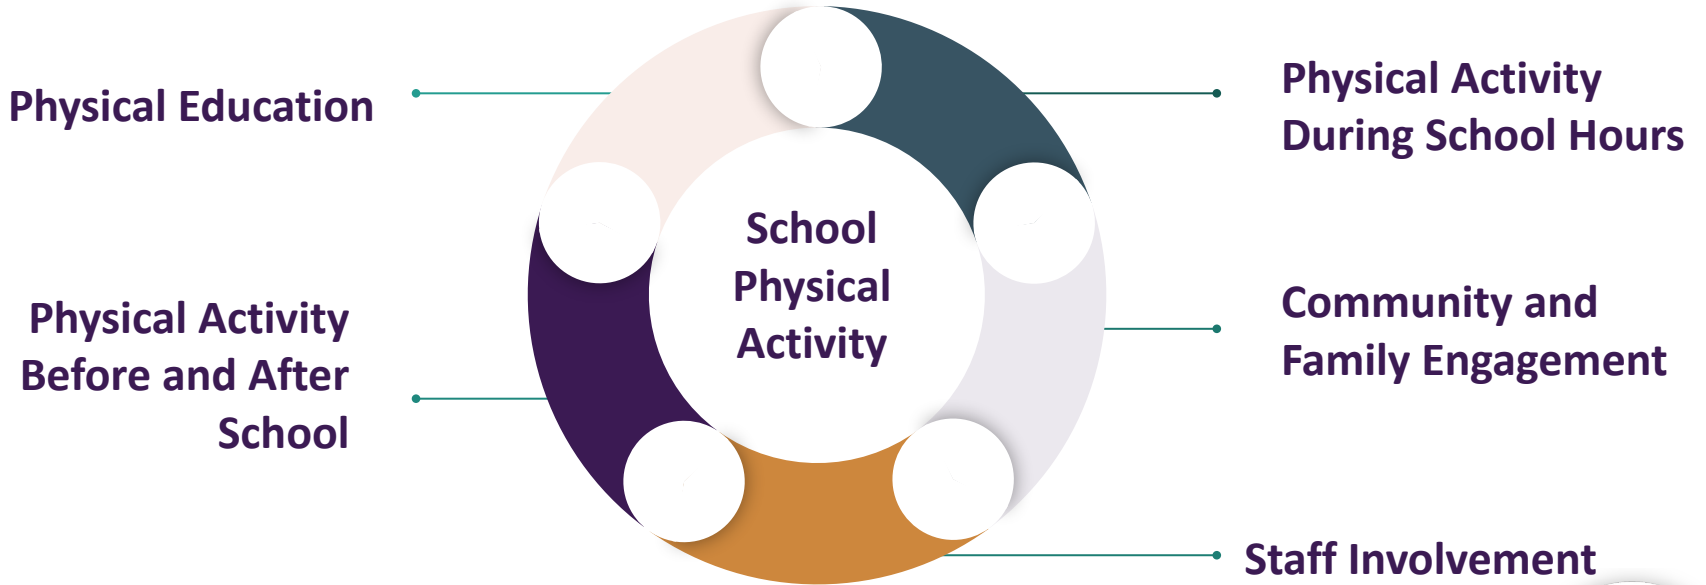 Physical Education
Physical Activity
During School Hours
School
Physical
Activity
Physical Activity
Before and After
School
Community and
Family Engagement
Staff Involvement